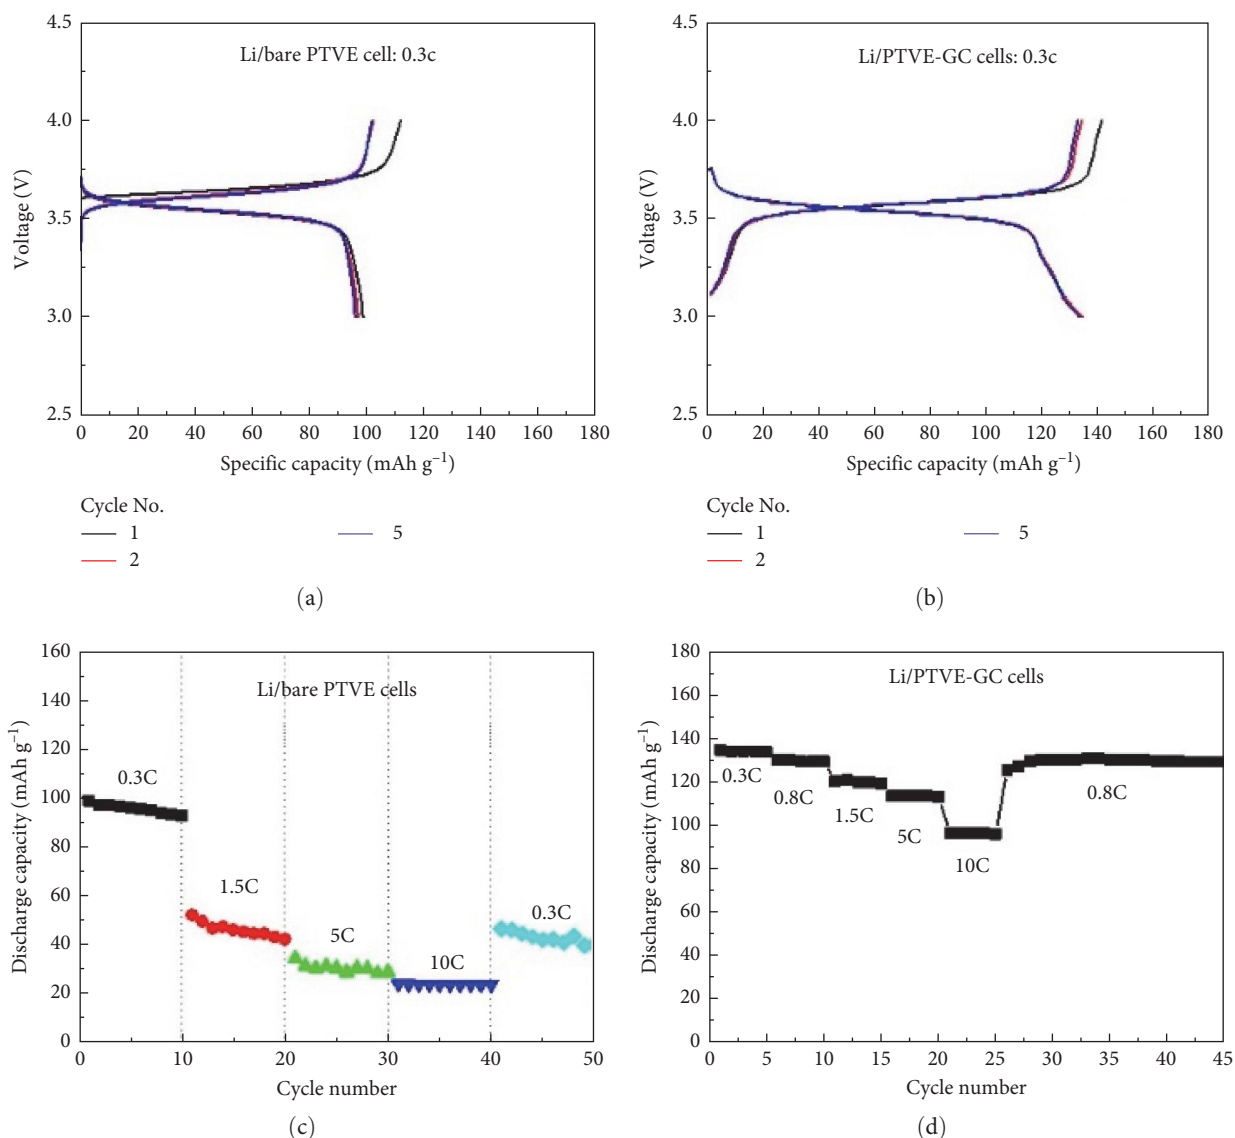 4.5
4.0
3.5
3.0
2.5
Voltage (V)
Li/bare PTVE cell: 0.3c
0 20 40 60 80 100 120 140 160 180
Specific capacity (mAh g⁻¹)
Cycle No.
1
2
5
(a)
4.5
4.0
3.5
3.0
2.5
Voltage (V)
Li/PTVE-GC cells: 0.3c
0 20 40 60 80 100 120 140 160 180
Specific capacity (mAh g⁻¹)
Cycle No.
1
2
5
(b)
160
140
120
100
80
60
40
20
0
Discharge capacity (mAh g⁻¹)
Li/bare PTVE cells
0.3C
1.5C
5C
10C
0.3C
0 10 20 30 40 50
Cycle number
(c)
180
160
140
120
100
80
60
40
20
0
Discharge capacity (mAh g⁻¹)
Li/PTVE-GC cells
0.3C
0.8C
1.5C
5C
10C
0.8C
0 5 10 15 20 25 30 35 40 45
Cycle number
(d)